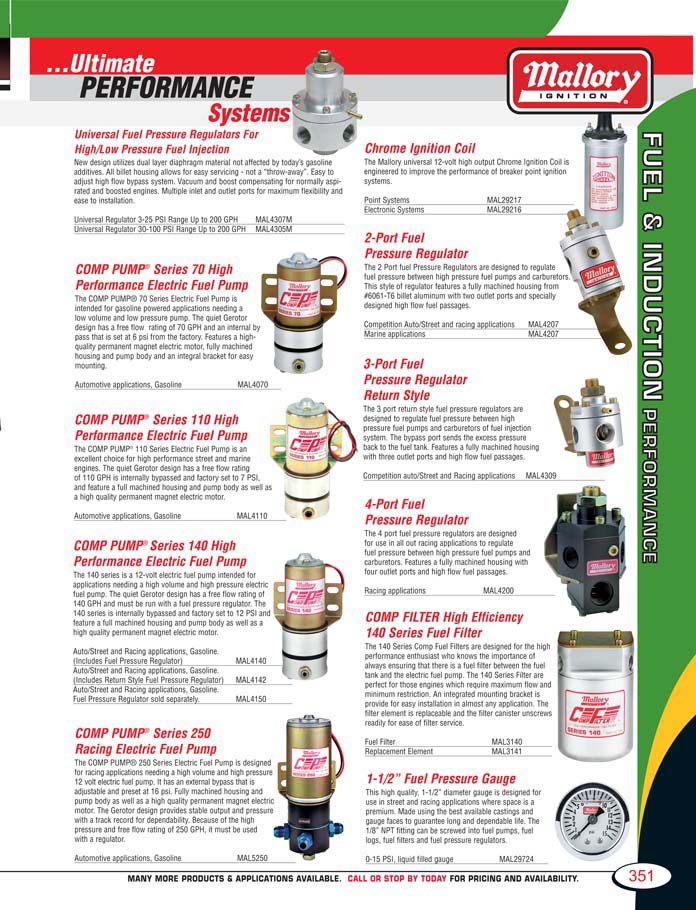 ...Ultimate
PERFORMANCE
Systems
Mallory
IGNITION
Universal Fuel Pressure Regulators For
High/Low Pressure Fuel Injection
New design utilizes dual layer diaphragm material not affected by today's gasoline
additives. All billet housing allows for easy servicing - not a "throw-away". Easy to
adjust high flow bypass system. Vacuum and boost compensating for normally aspi-
rated and boosted engines. Multiple inlet and outlet ports for maximum flexibility and
ease to installation.
Universal Regulator 3-25 PSI Range Up to 200 GPH MAL4307M
Universal Regulator 30-100 PSI Range Up to 200 GPH MAL4305M
COMP PUMP® Series 70 High
Performance Electric Fuel Pump
The COMP PUMP® 70 Series Electric Fuel Pump is
intended for gasoline powered applications needing a
low volume and low pressure pump. The quiet Gerotor
design has a free flow rating of 70 GPH and an internal by
pass that is set at 6 psi from the factory. Features a high-
quality permanent magnet electric motor, fully machined
housing and pump body and an integral bracket for easy
mounting.
Automotive applications, Gasoline MAL4070
COMP PUMP® Series 110 High
Performance Electric Fuel Pump
The COMP PUMP® 110 Series Electric Fuel Pump is an
excellent choice for high performance street and marine
engines. The quiet Gerotor design has a free flow rating
of 110 GPH is internally bypassed and factory set to 7 PSI,
and feature a full machined housing and pump body as well as
a high quality permanent magnet electric motor.
Automotive applications, Gasoline MAL4110
COMP PUMP® Series 140 High
Performance Electric Fuel Pump
The 140 series is a 12-volt electric fuel pump intended for
applications needing a high volume and high pressure electric
fuel pump. The quiet Gerotor design has a free flow rating of
140 GPH and must be run with a fuel pressure regulator. The
140 series is internally bypassed and factory set to 12 PSI and
feature a full machined housing and pump body as well as a
high quality permanent magnet electric motor.
Auto/Street and Racing applications, Gasoline.
(Includes Fuel Pressure Regulator) MAL4140
Auto/Street and Racing applications, Gasoline.
(Includes Return Style Fuel Pressure Regulator) MAL4142
Auto/Street and Racing applications, Gasoline.
Fuel Pressure Regulator sold separately. MAL4150
COMP PUMP® Series 250
Racing Electric Fuel Pump
The COMP PUMP® 250 Series Electric Fuel Pump is designed
for racing applications needing a high volume and high pressure
12 volt electric fuel pump. It has an external bypass that is
adjustable and preset at 16 psi. Fully machined housing and
pump body as well as a high quality permanent magnet electric
motor. The Gerotor design provides stable output and pressure
with a track record for dependability. Because of the high
pressure and free flow rating of 250 GPH, it must be used
with a regulator.
Automotive applications, Gasoline MAL5250
Chrome Ignition Coil
The Mallory universal 12-volt high output Chrome Ignition Coil is
engineered to improve the performance of breaker point ignition
systems.
Point Systems MAL29217
Electronic Systems MAL29216
2-Port Fuel
Pressure Regulator
The 2 Port fuel Pressure Regulators are designed to regulate
fuel pressure between high pressure fuel pumps and carburetors.
This style of regulator features a fully machined housing from
#6061-T6 billet aluminum with two outlet ports and specially
designed high flow fuel passages.
Competition Auto/Street and racing applications MAL4207
Marine applications MAL4207
3-Port Fuel
Pressure Regulator
Return Style
The 3 port return style fuel pressure regulators are
designed to regulate fuel pressure between high
pressure fuel pumps and carburetors of fuel injection
system. The bypass port sends the excess pressure
back to the fuel tank. Features a fully machined housing
with three outlet ports and high flow fuel passages.
Competition auto/Street and Racing applications MAL4309
4-Port Fuel
Pressure Regulator
The 4 port fuel pressure regulators are designed
for use in all out racing applications to regulate
fuel pressure between high pressure fuel pumps and
carburetors. Features a fully machined housing with
four outlet ports and high flow fuel passages.
Racing applications MAL4200
COMP FILTER High Efficiency
140 Series Fuel Filter
The 140 Series Comp Fuel Filters are designed for the high
performance enthusiast who knows the importance of
always ensuring that there is a fuel filter between the fuel
tank and the electric fuel pump. The 140 Series Filter are
perfect for those engines which require maximum flow and
minimum restriction. An integrated mounting bracket is
provide for easy installation in almost any application. The
filter element is replaceable and the filter canister unscrews
readily for ease of filter service.
Fuel Filter MAL3140
Replacement Element MAL3141
1-1/2" Fuel Pressure Gauge
This high quality, 1-1/2" diameter gauge is designed for
use in street and racing applications where space is a
premium. Made using the best available castings and
gauge faces to guarantee long and dependable life. The
1/8" NPT fitting can be screwed into fuel pumps, fuel
logs, fuel filters and fuel pressure regulators.
0-15 PSI, liquid filled gauge MAL29724
FUEL & INDUCTION PERFORMANCE
Mallory
SERIES 70
Mallory
SERIES 110
Mallory
SERIES 140
Mallory
Mallory
Mallory
Mallory
Mallory
COMP FILTER
SERIES 140
psi
MANY MORE PRODUCTS & APPLICATIONS AVAILABLE. CALL OR STOP BY TODAY FOR PRICING AND AVAILABILITY.
351